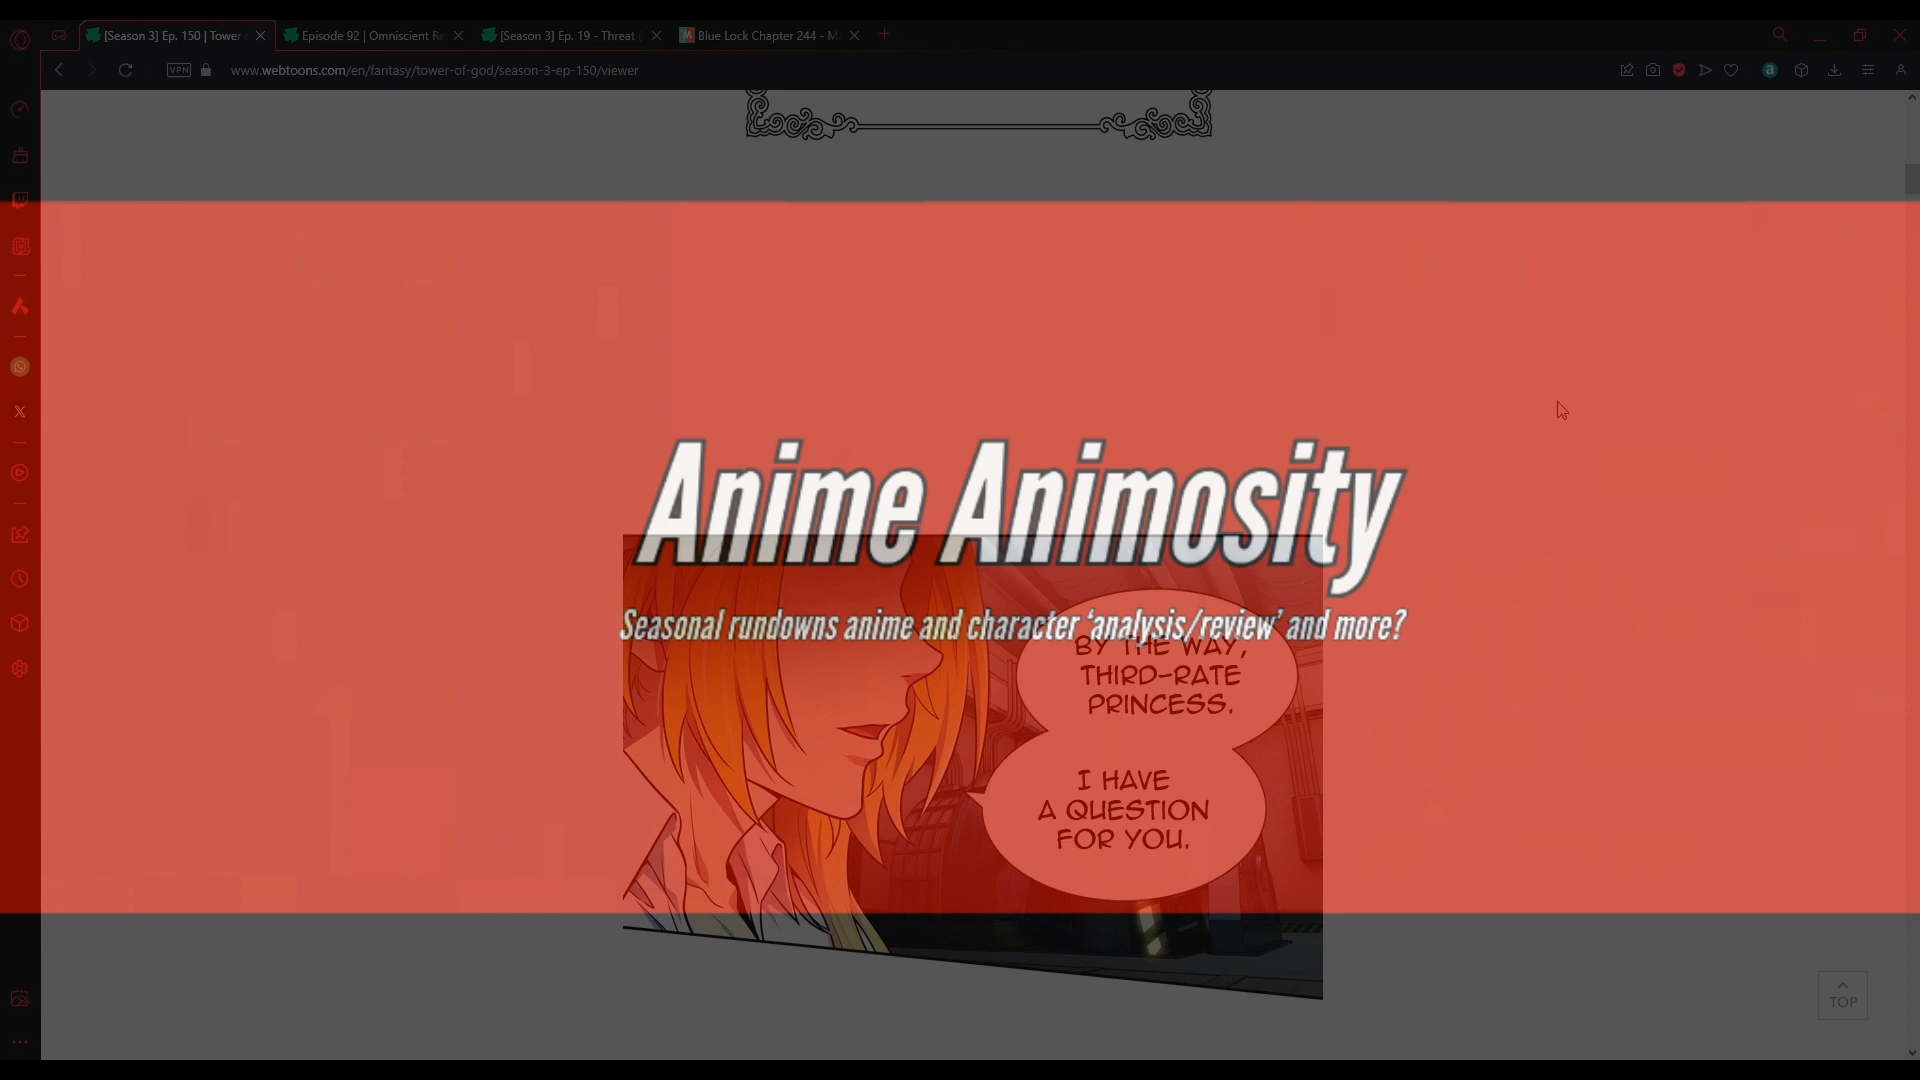 [Season 3] Ep. 150 | Tower
Episode 92 | Omniscient Re
[Season 3] Ep. 19 - Threat (
Blue Lock Chapter 244 - M
VPN
www.webtoons.com/en/fantasy/tower-of-god/season-3-ep-150/viewer
Anime Animosity
Seasonal rundowns anime and character ‘analysis/review’ and more?
BY THE WAY,
THIRD-RATE
PRINCESS.
I HAVE
A QUESTION
FOR YOU.
TOP